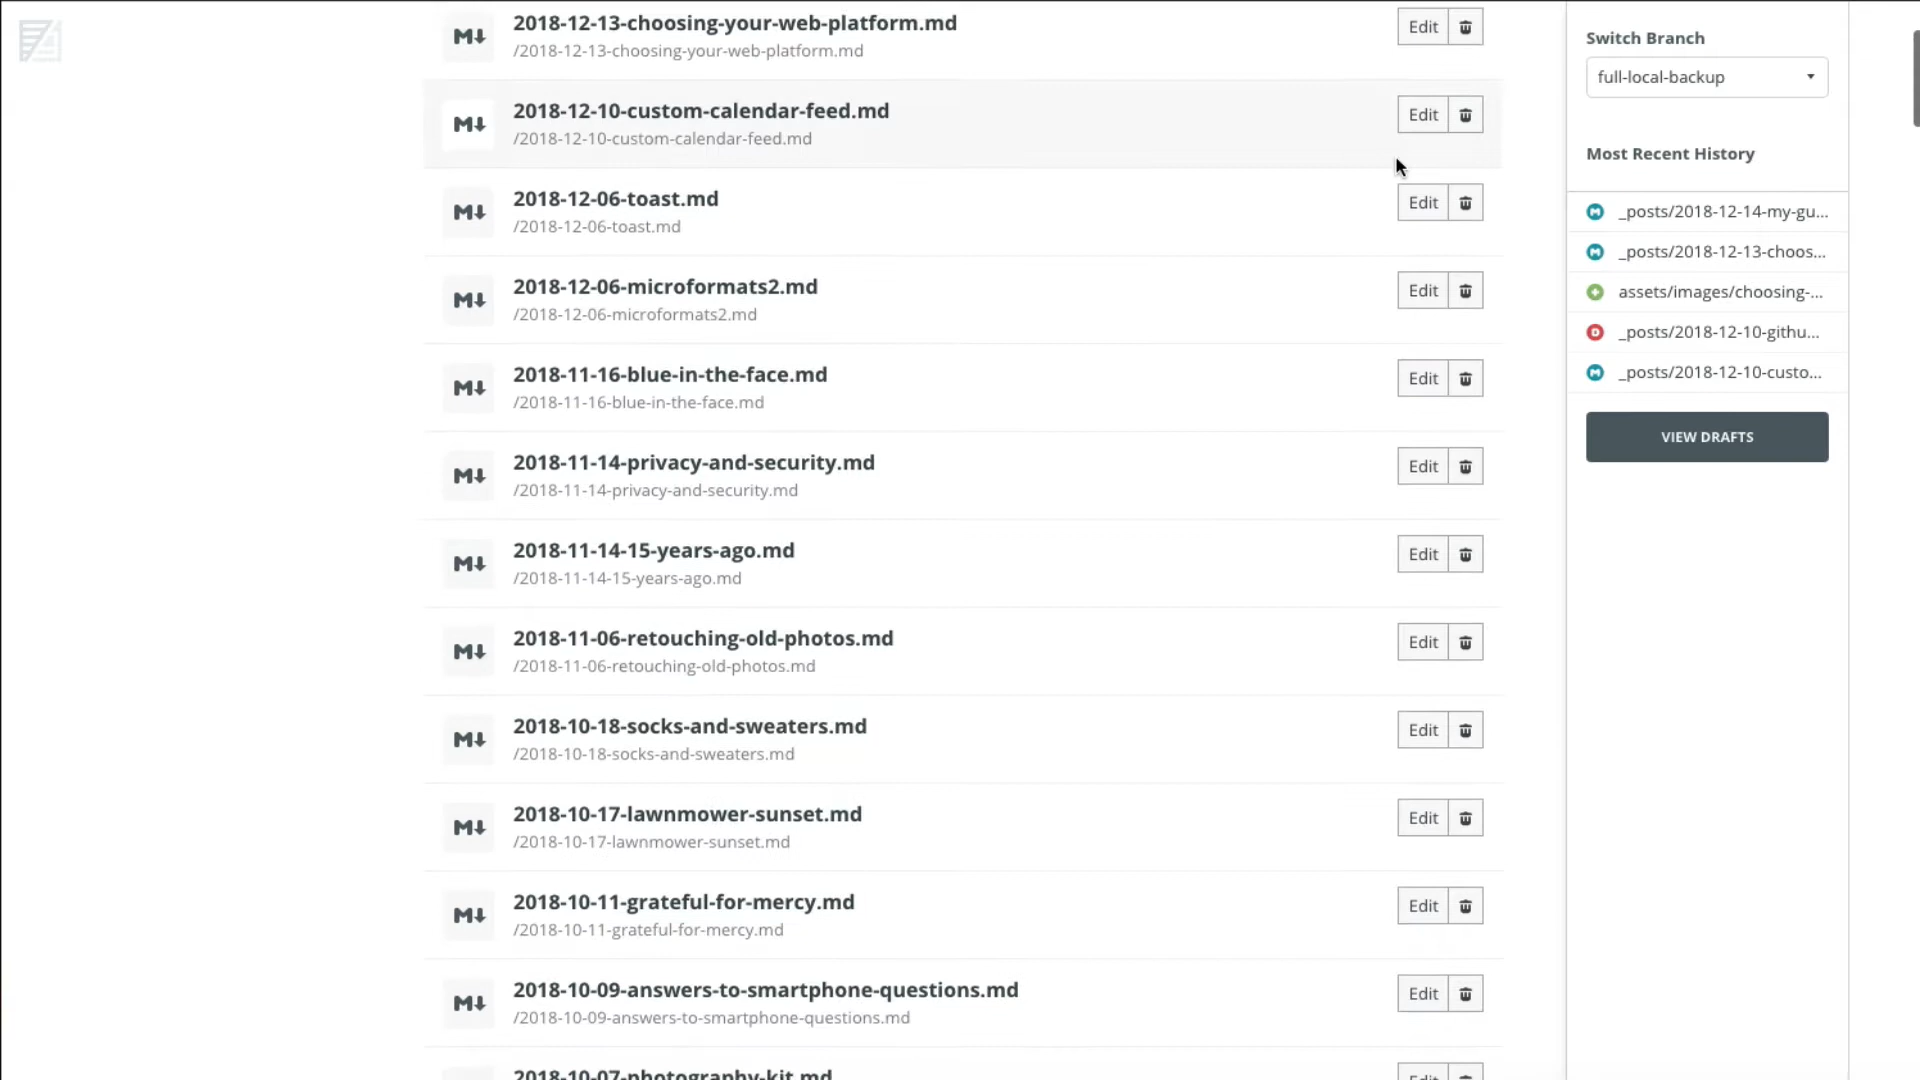 2018-12-13-choosing-your-web-platform.md
/2018-12-13-choosing-your-web-platform.md
Edit
2018-12-10-custom-calendar-feed.md
/2018-12-10-custom-calendar-feed.md
Edit
2018-12-06-toast.md
/2018-12-06-toast.md
Edit
2018-12-06-microformats2.md
/2018-12-06-microformats2.md
Edit
2018-11-16-blue-in-the-face.md
/2018-11-16-blue-in-the-face.md
Edit
2018-11-14-privacy-and-security.md
/2018-11-14-privacy-and-security.md
Edit
2018-11-14-15-years-ago.md
/2018-11-14-15-years-ago.md
Edit
2018-11-06-retouching-old-photos.md
/2018-11-06-retouching-old-photos.md
Edit
2018-10-18-socks-and-sweaters.md
/2018-10-18-socks-and-sweaters.md
Edit
2018-10-17-lawnmower-sunset.md
/2018-10-17-lawnmower-sunset.md
Edit
2018-10-11-grateful-for-mercy.md
/2018-10-11-grateful-for-mercy.md
Edit
2018-10-09-answers-to-smartphone-questions.md
/2018-10-09-answers-to-smartphone-questions.md
Edit
2018-10-07-photography-kit.md
Edit
Switch Branch
full-local-backup
Most Recent History
_posts/2018-12-14-my-gu...
_posts/2018-12-13-choos...
assets/images/choosing-...
_posts/2018-12-10-githu...
_posts/2018-12-10-custo...
VIEW DRAFTS